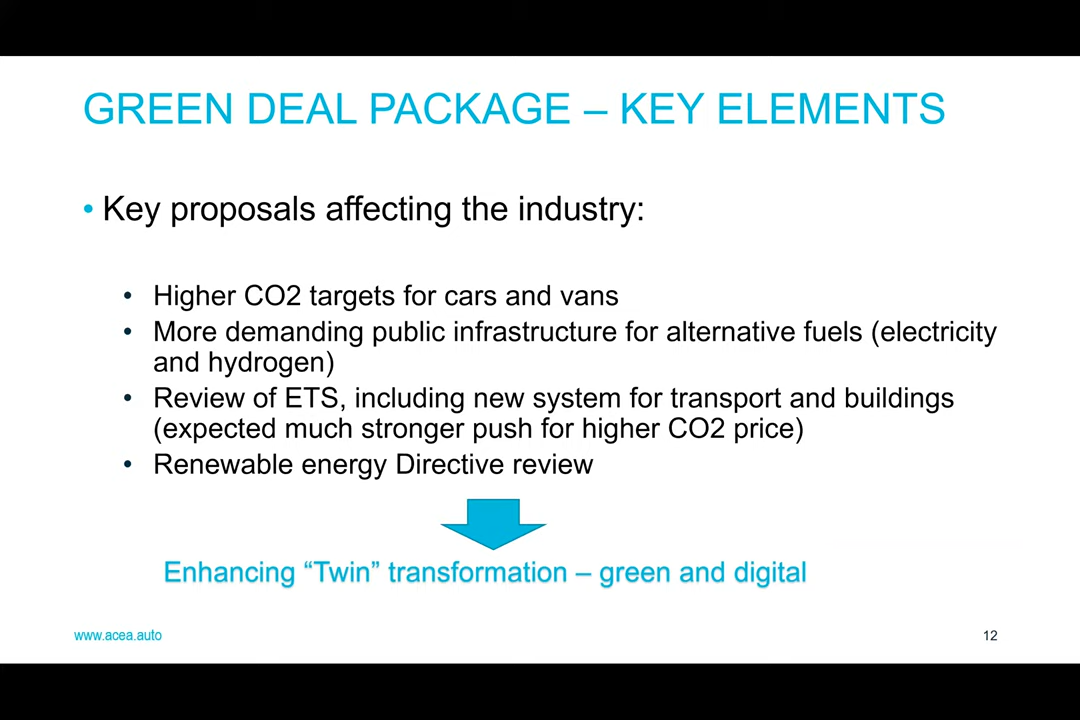 GREEN DEAL PACKAGE – KEY ELEMENTS
• Key proposals affecting the industry:
• Higher CO2 targets for cars and vans
• More demanding public infrastructure for alternative fuels (electricity
and hydrogen)
• Review of ETS, including new system for transport and buildings
(expected much stronger push for higher CO2 price)
• Renewable energy Directive review
Enhancing “Twin” transformation – green and digital
www.acea.auto
12